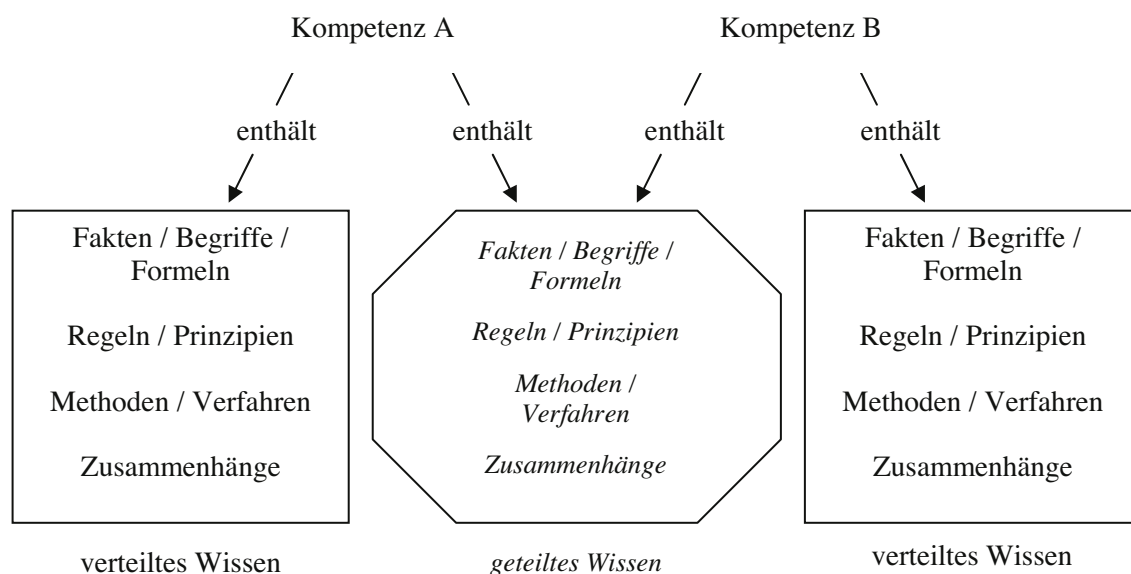 Kompetenz A
Kompetenz B
enthält
enthält
enthält
enthält
Fakten / Begriffe /
Formeln
Regeln / Prinzipien
Methoden / Verfahren
Zusammenhänge
verteiltes Wissen
Fakten / Begriffe /
Formeln
Regeln / Prinzipien
Methoden /
Verfahren
Zusammenhänge
geteiltes Wissen
Fakten / Begriffe /
Formeln
Regeln / Prinzipien
Methoden / Verfahren
Zusammenhänge
verteiltes Wissen